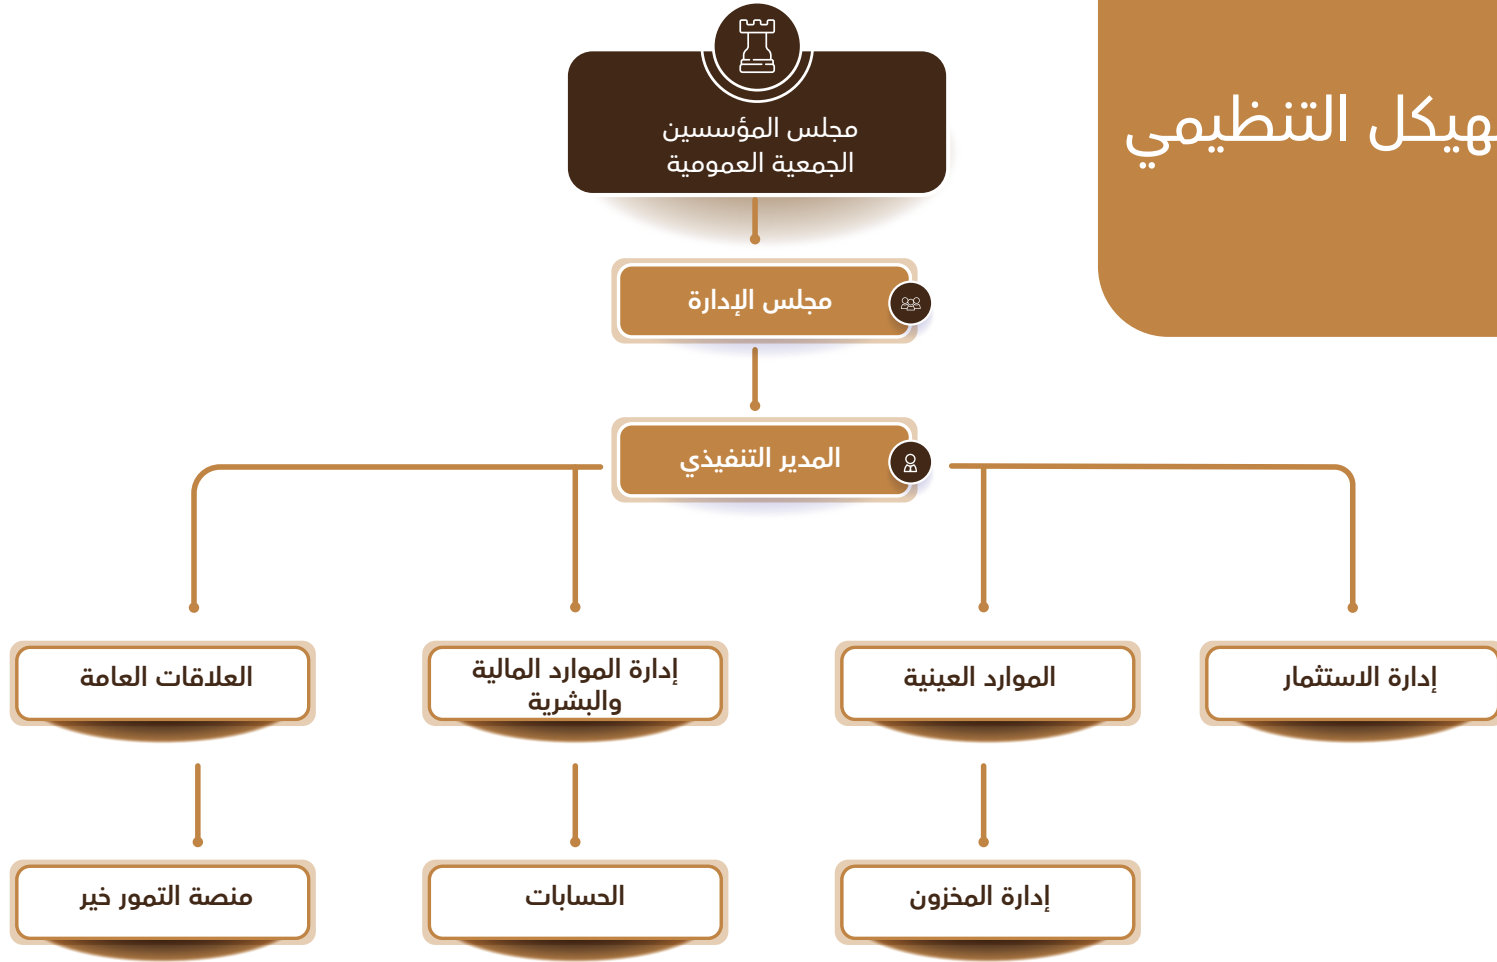 هيكل التنظيمي
مجلس المؤسسين
الجمعية العمومية
مجلس الإدارة
المدير التنفيذي
إدارة الاستثمار
الموارد العينية
إدارة الموارد المالية
والبشرية
العلاقات العامة
إدارة المخزون
الحسابات
منصة التمور خير